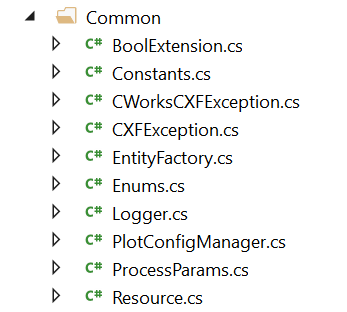 Common
C# BoolExtension.cs
C# Constants.cs
C# CWorksCXFException.cs
C# CXFException.cs
C# EntityFactory.cs
C# Enums.cs
C# Logger.cs
C# PlotConfigManager.cs
C# ProcessParams.cs
C# Resource.cs